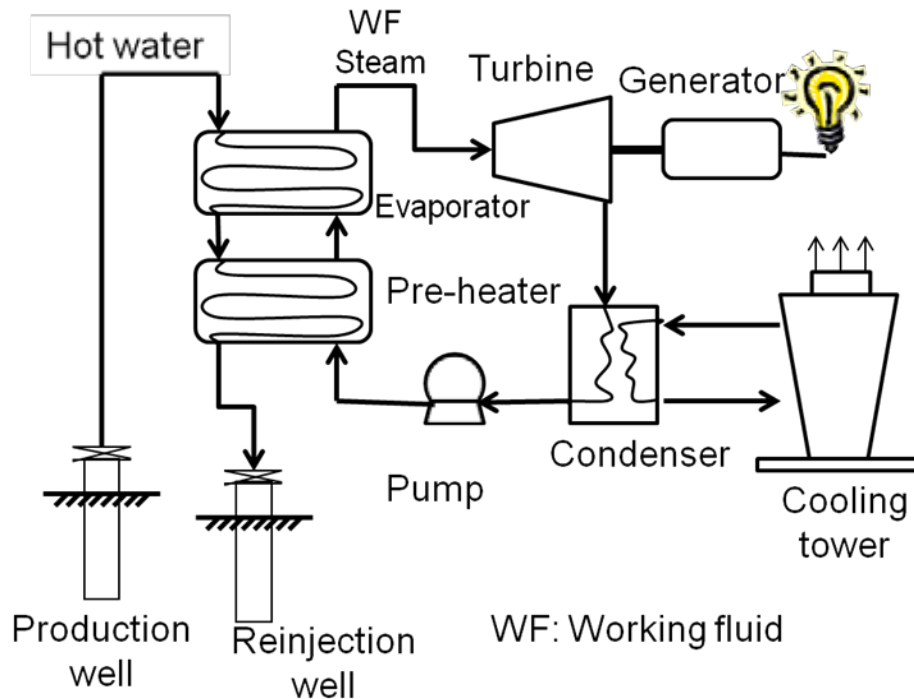 Hot water
WF
Steam
Turbine
Generator
Evaporator
Pre-heater
Condenser
Pump
Cooling
tower
Production
well
Reinjection
well
WF: Working fluid